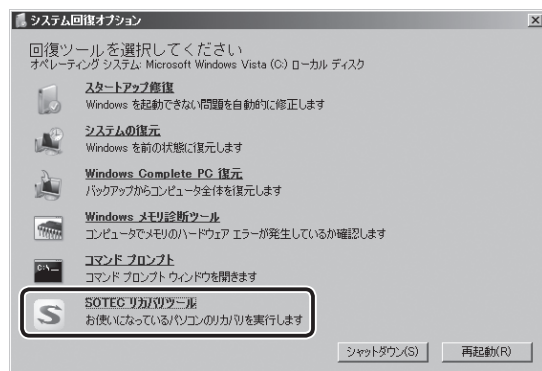 システム回復オプション
回復ツールを選択してください
オペレーティング システム: Microsoft Windows Vista (C:) ローカル ディスク
スタートアップ修復
Windows を起動できない問題を自動的に修正します
システムの復元
Windows を前の状態に復元します
Windows Complete PC 復元
バックアップからコンピュータ全体を復元します
Windows メモリ診断ツール
コンピュータでメモリのハードウェア エラーが発生しているか確認します
コマンド プロンプト
コマンド プロンプト ウィンドウを開きます
SOTEC リカバリツール
お使いになっているパソコンのリカバリを実行します
シャットダウン(S) 再起動(R)